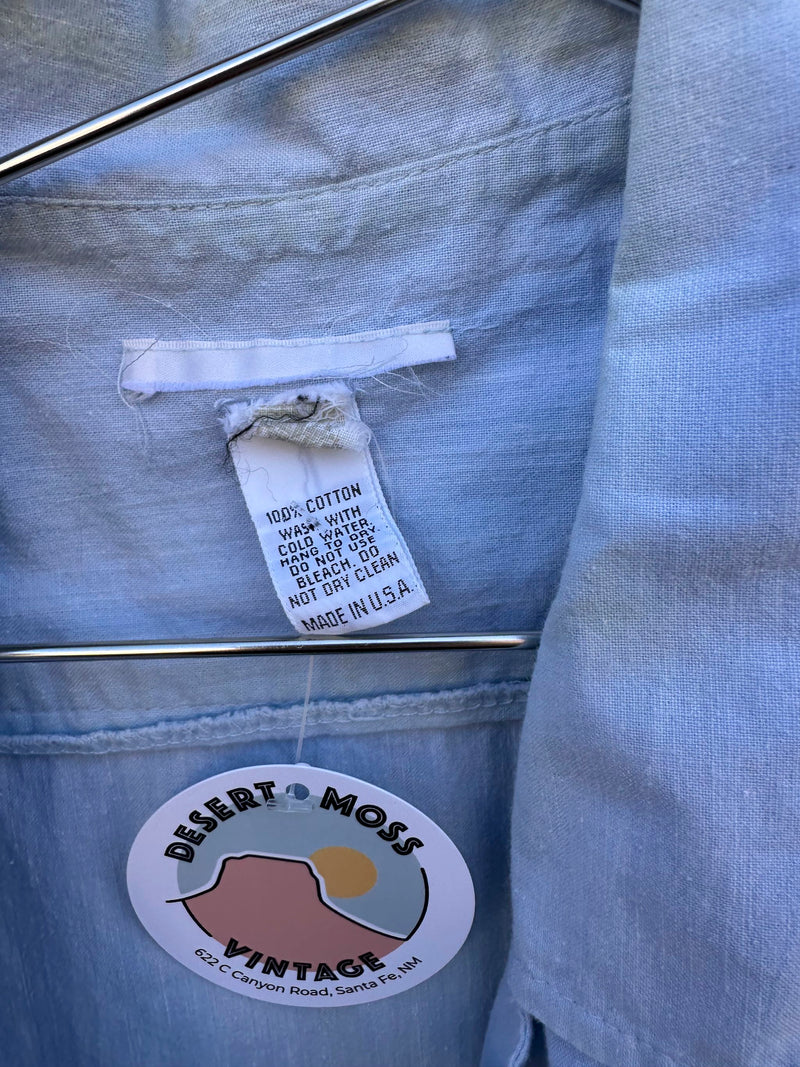 100% COTTON
WASH WITH
COLD WATER.
HANG TO DRY.
DO NOT USE
BLEACH. DO
NOT DRY CLEAN
MADE IN U.S.A.
DESERT MOSS
VINTAGE
622 C Canyon Road, Santa Fe, NM